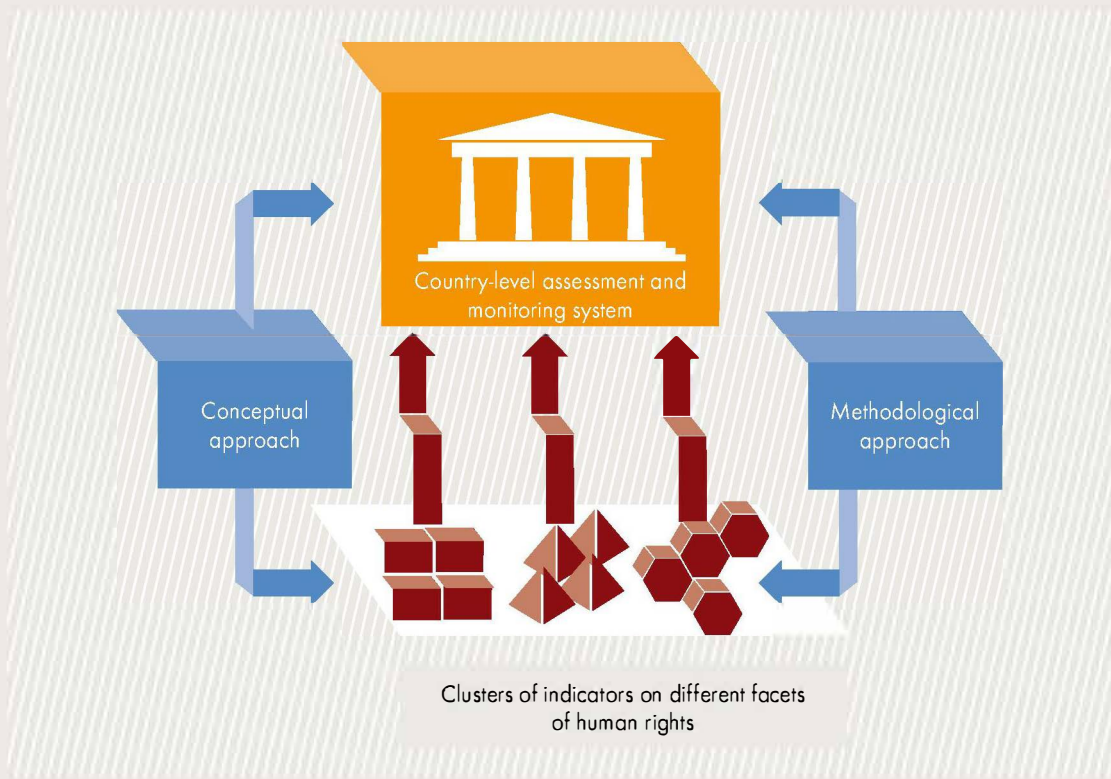 Country-level assessment and
monitoring system
Conceptual
approach
Methodological
approach
Clusters of indicators on different facets
of human rights